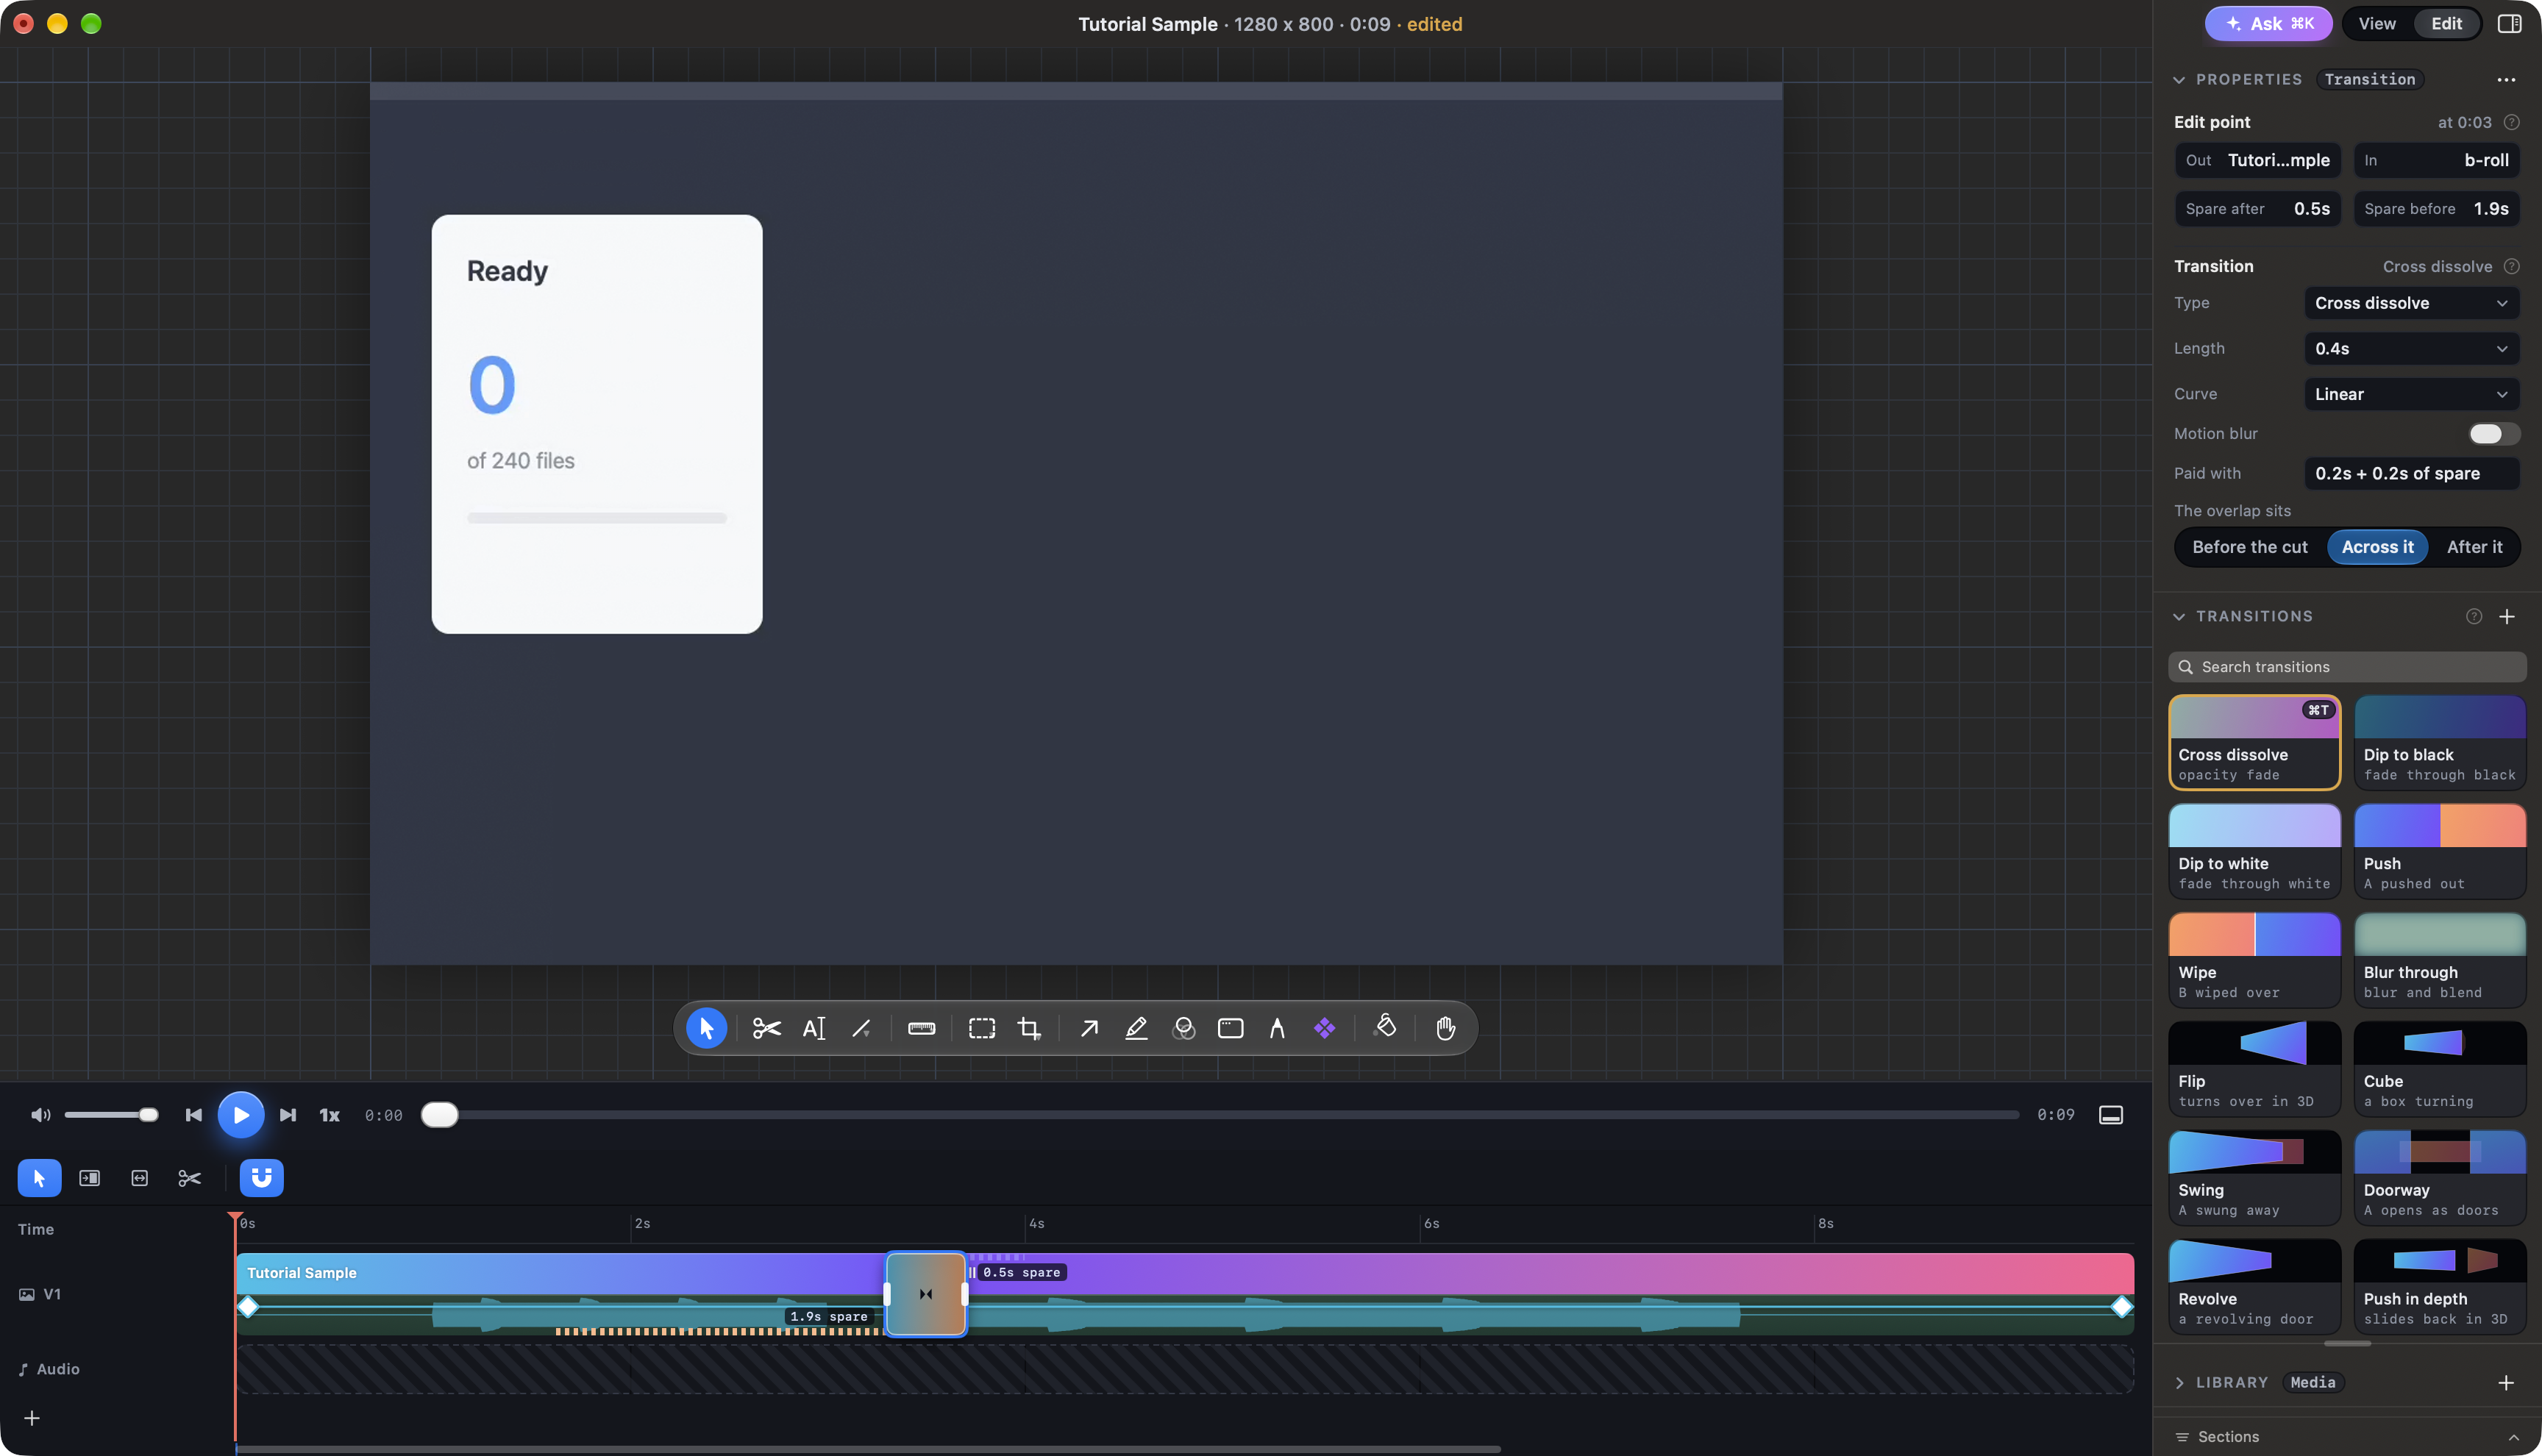 Tutorial Sample · 1280 x 800 · 0:09 · edited
Ask ⌘K
View
Edit
PROPERTIES Transition
Edit point at 0:03 ?
Out Tutori...mple In b-roll
Spare after 0.5s Spare before 1.9s
Transition Cross dissolve ?
Type Cross dissolve
Length 0.4s
Curve Linear
Motion blur
Paid with 0.2s + 0.2s of spare
The overlap sits
Before the cut Across it After it
TRANSITIONS ?
Search transitions
⌘T
Cross dissolve
opacity fade
Dip to black
fade through black
Dip to white
fade through white
Push
A pushed out
Wipe
B wiped over
Blur through
blur and blend
Flip
turns over in 3D
Cube
a box turning
Swing
A swung away
Doorway
A opens as doors
Revolve
a revolving door
Push in depth
slides back in 3D
LIBRARY Media
Sections
Ready
0
of 240 files
AI
1x 0:00 0:09
Time 0s 2s 4s 6s 8s
Tutorial Sample 0.5s spare
V1
1.9s spare
Audio